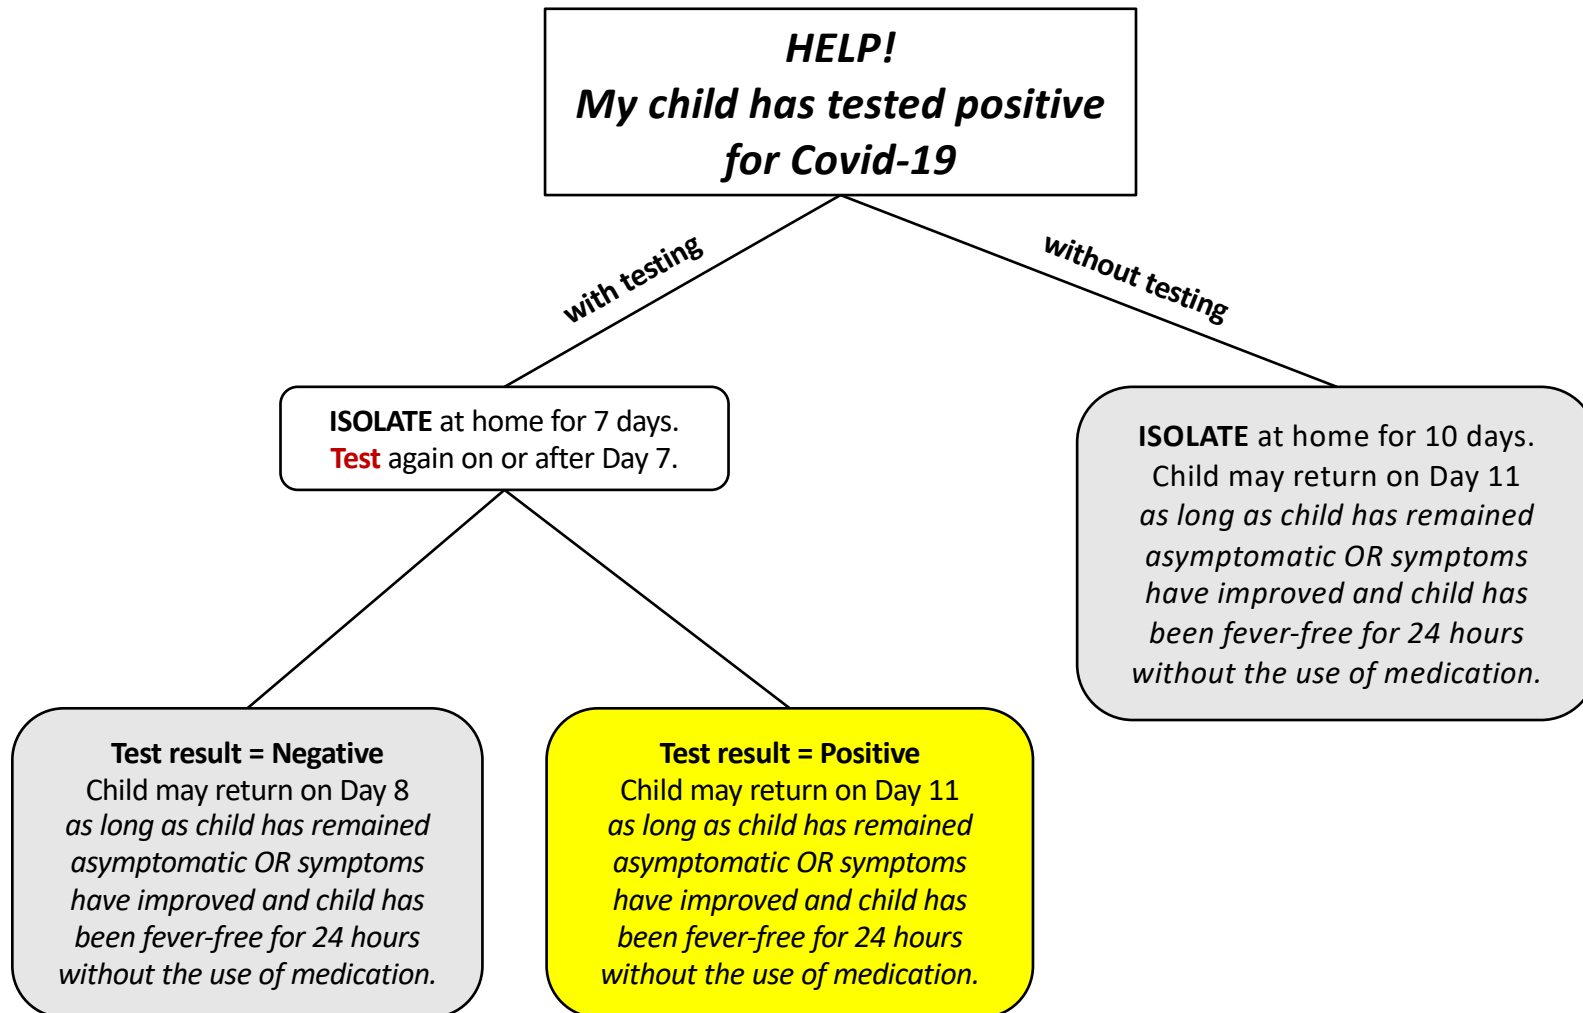 HELP!
My child has tested positive
for Covid-19
with testing
without testing
ISOLATE at home for 7 days.
Test again on or after Day 7.
ISOLATE at home for 10 days.
Child may return on Day 11
as long as child has remained
asymptomatic OR symptoms
have improved and child has
been fever-free for 24 hours
without the use of medication.
Test result = Negative
Child may return on Day 8
as long as child has remained
asymptomatic OR symptoms
have improved and child has
been fever-free for 24 hours
without the use of medication.
Test result = Positive
Child may return on Day 11
as long as child has remained
asymptomatic OR symptoms
have improved and child has
been fever-free for 24 hours
without the use of medication.